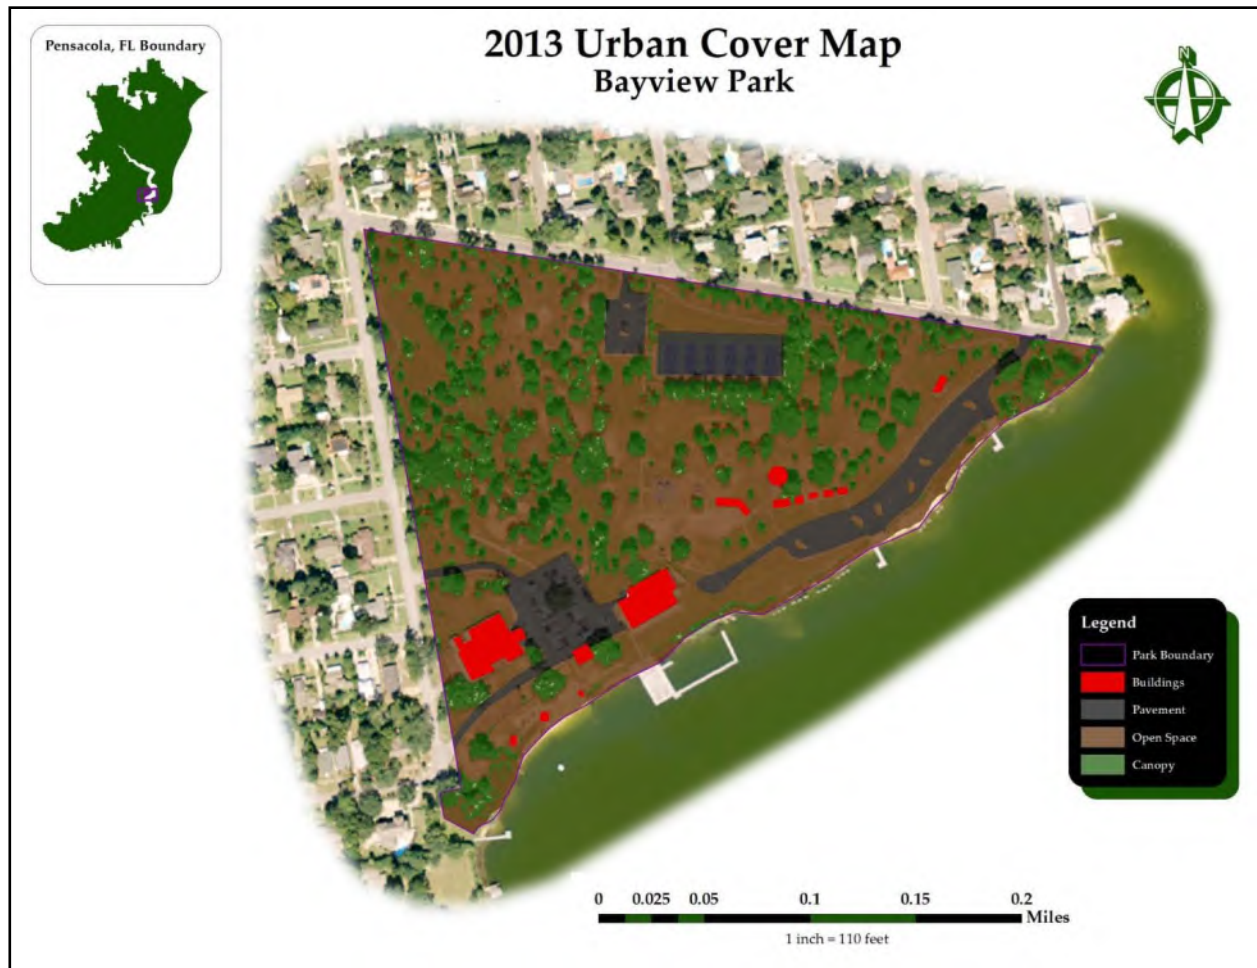 Pensacola, FL Boundary
2013 Urban Cover Map
Bayview Park
N
Legend
Park Boundary
Buildings
Pavement
Open Space
Canopy
0 0.025 0.05 0.1 0.15 0.2
Miles
1 inch = 110 feet